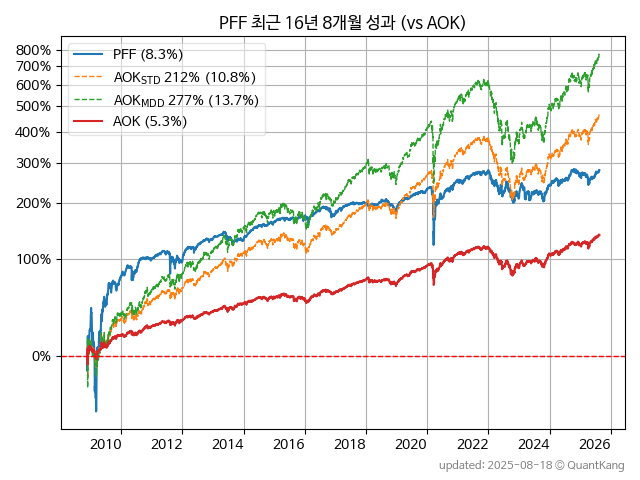 PFF 최근 16년 8개월 성과 (vs AOK)
800%
700%
600%
500%
400%
300%
200%
100%
0%
PFF (8.3%)
AOK_STD 212% (10.8%)
AOK_MDD 277% (13.7%)
AOK (5.3%)
2010 2012 2014 2016 2018 2020 2022 2024 2026
updated: 2025-08-18 © QuantKang